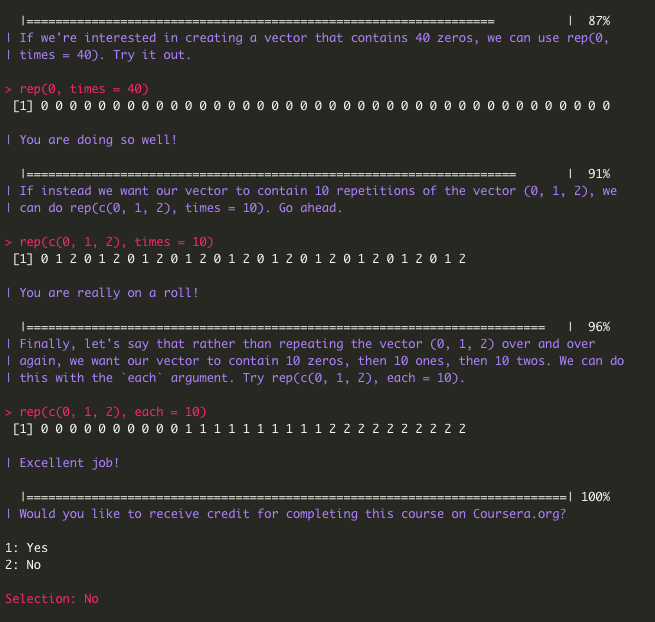 |================================================================= | 87%
| If we're interested in creating a vector that contains 40 zeros, we can use rep(0,
| times = 40). Try it out.
> rep(0, times = 40)
[1] 0 0 0 0 0 0 0 0 0 0 0 0 0 0 0 0 0 0 0 0 0 0 0 0 0 0 0 0 0 0 0 0 0 0 0 0 0 0 0 0
| You are doing so well!
|==================================================================== | 91%
| If instead we want our vector to contain 10 repetitions of the vector (0, 1, 2), we
| can do rep(c(0, 1, 2), times = 10). Go ahead.
> rep(c(0, 1, 2), times = 10)
[1] 0 1 2 0 1 2 0 1 2 0 1 2 0 1 2 0 1 2 0 1 2 0 1 2 0 1 2 0 1 2
| You are really on a roll!
|======================================================================== | 96%
| Finally, let's say that rather than repeating the vector (0, 1, 2) over and over
| again, we want our vector to contain 10 zeros, then 10 ones, then 10 twos. We can do
| this with the `each` argument. Try rep(c(0, 1, 2), each = 10).
> rep(c(0, 1, 2), each = 10)
[1] 0 0 0 0 0 0 0 0 0 0 1 1 1 1 1 1 1 1 1 1 2 2 2 2 2 2 2 2 2 2
| Excellent job!
|===========================================================================| 100%
| Would you like to receive credit for completing this course on Coursera.org?
1: Yes
2: No
Selection: No